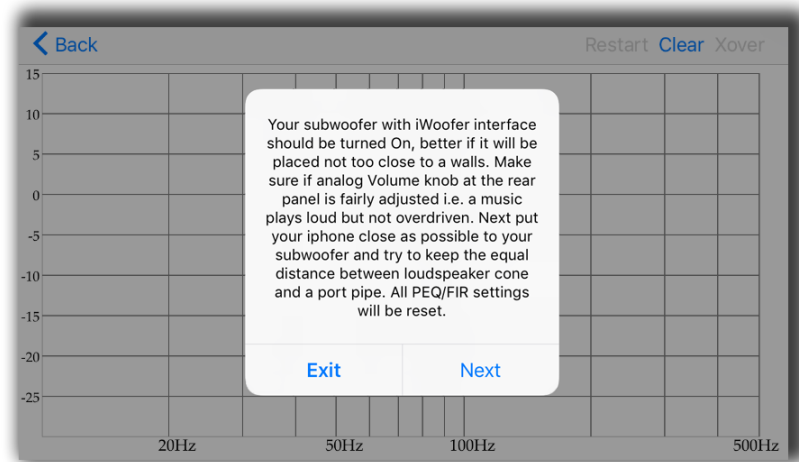 Back
Restart Clear Xover
15
10
5
0
-5
-10
-15
-20
-25
Your subwoofer with iWoofer interface
should be turned On, better if it will be
placed not too close to a walls. Make
sure if analog Volume knob at the rear
panel is fairly adjusted i.e. a music
plays loud but not overdriven. Next put
your iphone close as possible to your
subwoofer and try to keep the equal
distance between loudspeaker cone
and a port pipe. All PEQ/FIR settings
will be reset.
Exit Next
20Hz 50Hz 100Hz 500Hz